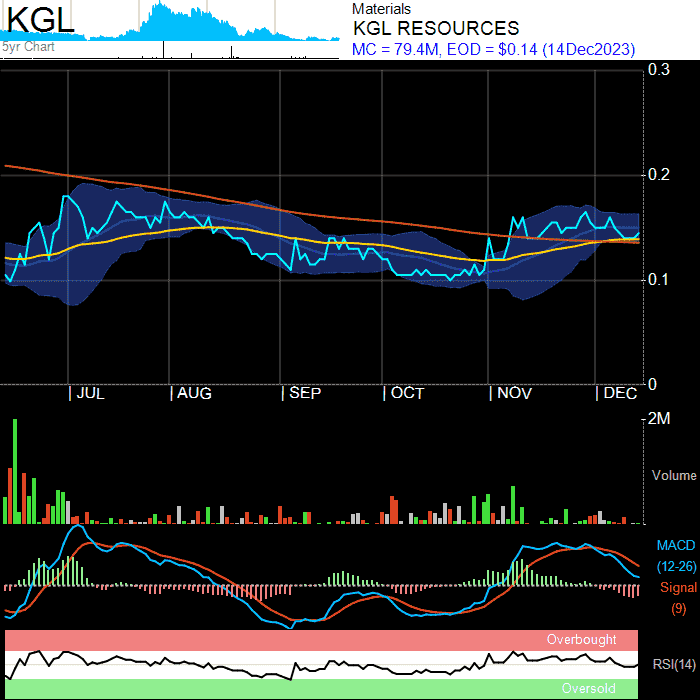 KGL
5yr Chart
Materials
KGL RESOURCES
MC = 79.4M, EOD = $0.14 (14Dec2023)
0.3
0.2
0.1
0
JUL AUG SEP OCT NOV DEC
2M
Volume
MACD
(12-26)
Signal
(9)
Overbought
RSI(14)
Oversold